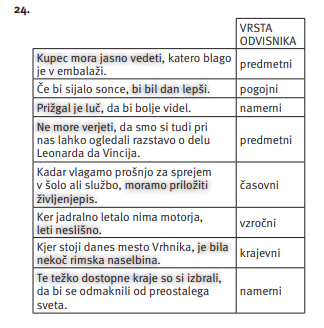 24.
VRSTA
ODVISNIKA
Kupec mora jasno vedeti, katero blago
je v embalaži.
predmetni
Če bi sijalo sonce, bi bil dan lepši.
pogojni
Prižgal je luč, da bi bolje videl.
namerni
Ne more verjeti, da smo si tudi pri
nas lahko ogledali razstavo o delu
Leonarda da Vincija.
predmetni
Kadar vlagamo prošnjo za sprejem
v šolo ali službo, moramo priložiti
življenjepis.
časovni
Ker jadralno letalo nima motorja,
leti neslišno.
vzročni
Kjer stoji danes mesto Vrhnika, je bila
nekoč rimska naselbina.
krajevni
Te težko dostopne kraje so si izbrali,
da bi se odmaknili od preostalega
sveta.
namerni